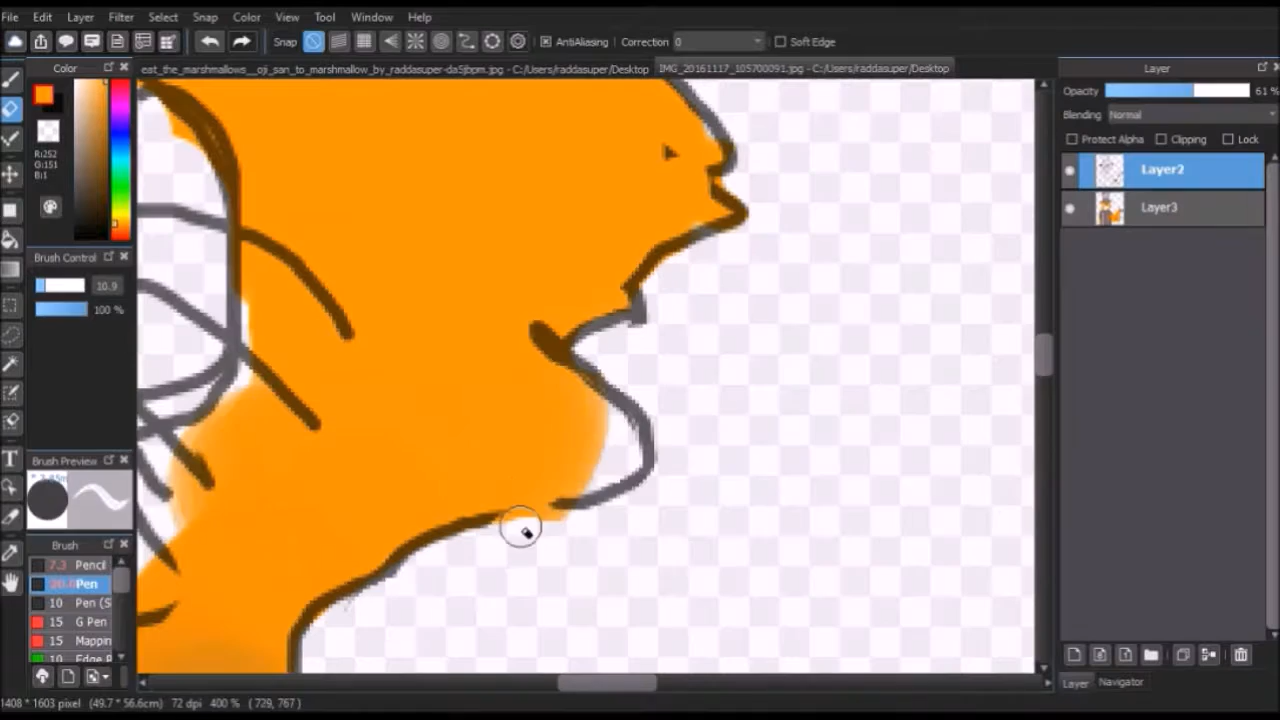 File Edit Layer Filter Select Snap Color View Tool Window Help
Snap AntiAliasing Correction 0 Soft Edge
Color
eat_the_marshmallows__oji_san_to_marshmallow_by_raddasuper-da5jbpm.jpg - C:/Users/raddasuper/Desktop
IMG_20161117_105700091.jpg - C:/Users/raddasuper/Desktop
R:252
G:151
B:1
Brush Control
10.9
100 %
Brush Preview
Brush
7.3 Pencil
Pen
10 Pen (S
15 G Pen
15 Mappin
10 Edge P
Layer
Opacity 61 %
Blending Normal
Protect Alpha Clipping Lock
Layer2
Layer3
Layer Navigator
1408 * 1603 pixel (49.7 * 56.6cm) 72 dpi 400 % ( 729, 767 )